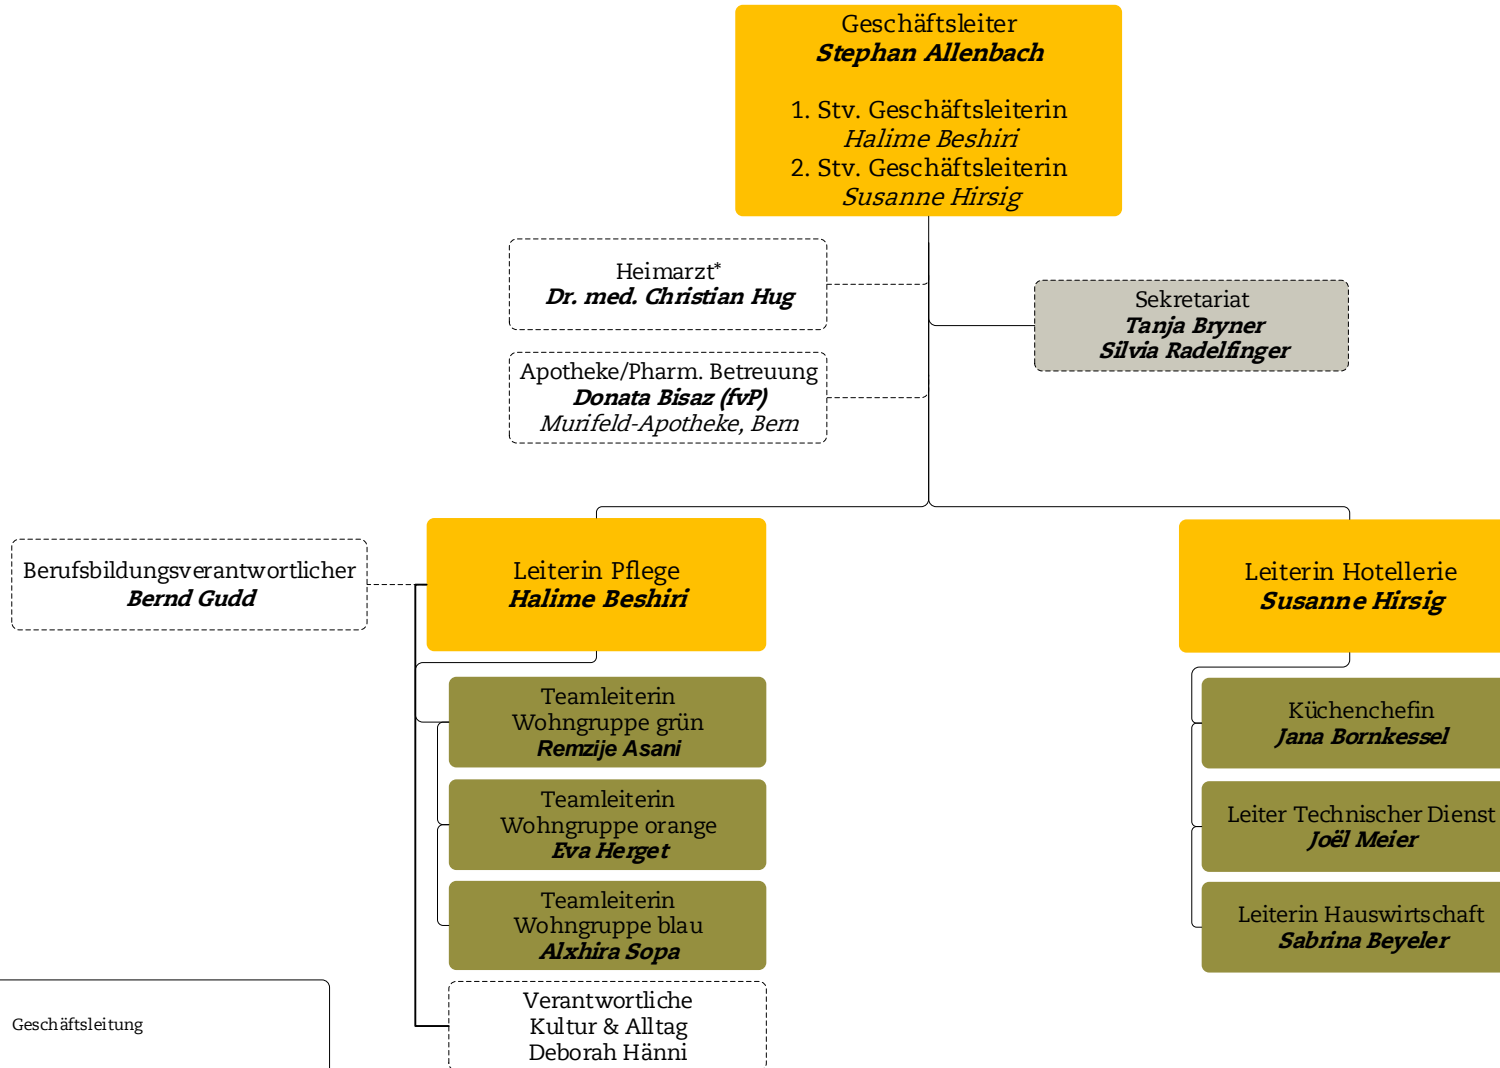 Geschäftsleiter
Stephan Allenbach
1. Stv. Geschäftsleiterin
Halime Beshiri
2. Stv. Geschäftsleiterin
Susanne Hirsig
Heimarzt*
Dr. med. Christian Hug
Sekretariat
Tanja Bryner
Silvia Radelfinger
Apotheke/Pharm. Betreuung
Donata Bisaz (fvP)
Murifeld-Apotheke, Bern
Berufsbildungsverantwortlicher
Bernd Gudd
Leiterin Pflege
Halime Beshiri
Leiterin Hotellerie
Susanne Hirsig
Teamleiterin
Wohngruppe grün
Remzije Asani
Teamleiterin
Wohngruppe orange
Eva Herget
Teamleiterin
Wohngruppe blau
Alxhira Sopa
Verantwortliche
Kultur & Alltag
Deborah Hänni
Küchenchefin
Jana Bornkessel
Leiter Technischer Dienst
Joël Meier
Leiterin Hauswirtschaft
Sabrina Beyeler
Geschäftsleitung